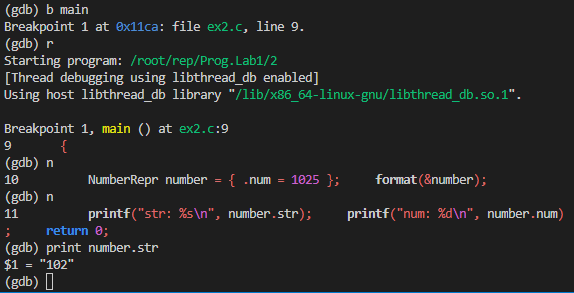 (gdb) b main
Breakpoint 1 at 0x11ca: file ex2.c, line 9.
(gdb) r
Starting program: /root/rep/Prog.Lab1/2
[Thread debugging using libthread_db enabled]
Using host libthread_db library "/lib/x86_64-linux-gnu/libthread_db.so.1".

Breakpoint 1, main () at ex2.c:9
9       {
(gdb) n
10          NumberRepr number = { .num = 1025 };     format(&number);
(gdb) n
11          printf("str: %s\n", number.str);     printf("num: %d\n", number.num)
;     return 0;
(gdb) print number.str
$1 = "102"
(gdb)